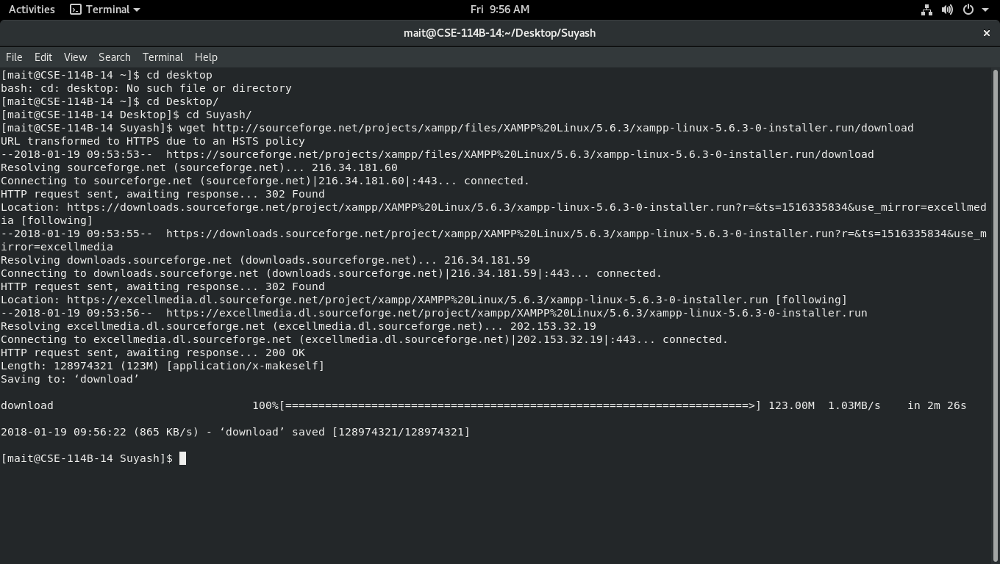 Activities Terminal Fri 9:56 AM
mait@CSE-114B-14:~/Desktop/Suyash
File Edit View Search Terminal Help
[mait@CSE-114B-14 ~]$ cd desktop
bash: cd: desktop: No such file or directory
[mait@CSE-114B-14 ~]$ cd Desktop/
[mait@CSE-114B-14 Desktop]$ cd Suyash/
[mait@CSE-114B-14 Suyash]$ wget http://sourceforge.net/projects/xampp/files/XAMPP%20Linux/5.6.3/xampp-linux-5.6.3-0-installer.run/download
URL transformed to HTTPS due to an HSTS policy
--2018-01-19 09:53:53--  https://sourceforge.net/projects/xampp/files/XAMPP%20Linux/5.6.3/xampp-linux-5.6.3-0-installer.run/download
Resolving sourceforge.net (sourceforge.net)... 216.34.181.60
Connecting to sourceforge.net (sourceforge.net)|216.34.181.60|:443... connected.
HTTP request sent, awaiting response... 302 Found
Location: https://downloads.sourceforge.net/project/xampp/XAMPP%20Linux/5.6.3/xampp-linux-5.6.3-0-installer.run?r=&ts=1516335834&use_mirror=excellmed
ia [following]
--2018-01-19 09:53:55--  https://downloads.sourceforge.net/project/xampp/XAMPP%20Linux/5.6.3/xampp-linux-5.6.3-0-installer.run?r=&ts=1516335834&use_m
irror=excellmedia
Resolving downloads.sourceforge.net (downloads.sourceforge.net)... 216.34.181.59
Connecting to downloads.sourceforge.net (downloads.sourceforge.net)|216.34.181.59|:443... connected.
HTTP request sent, awaiting response... 302 Found
Location: https://excellmedia.dl.sourceforge.net/project/xampp/XAMPP%20Linux/5.6.3/xampp-linux-5.6.3-0-installer.run [following]
--2018-01-19 09:53:56--  https://excellmedia.dl.sourceforge.net/project/xampp/XAMPP%20Linux/5.6.3/xampp-linux-5.6.3-0-installer.run
Resolving excellmedia.dl.sourceforge.net (excellmedia.dl.sourceforge.net)... 202.153.32.19
Connecting to excellmedia.dl.sourceforge.net (excellmedia.dl.sourceforge.net)|202.153.32.19|:443... connected.
HTTP request sent, awaiting response... 200 OK
Length: 128974321 (123M) [application/x-makeself]
Saving to: ‘download’
download 100%[======================================================================>] 123.00M 1.03MB/s in 2m 26s
2018-01-19 09:56:22 (865 KB/s) - ‘download’ saved [128974321/128974321]
[mait@CSE-114B-14 Suyash]$